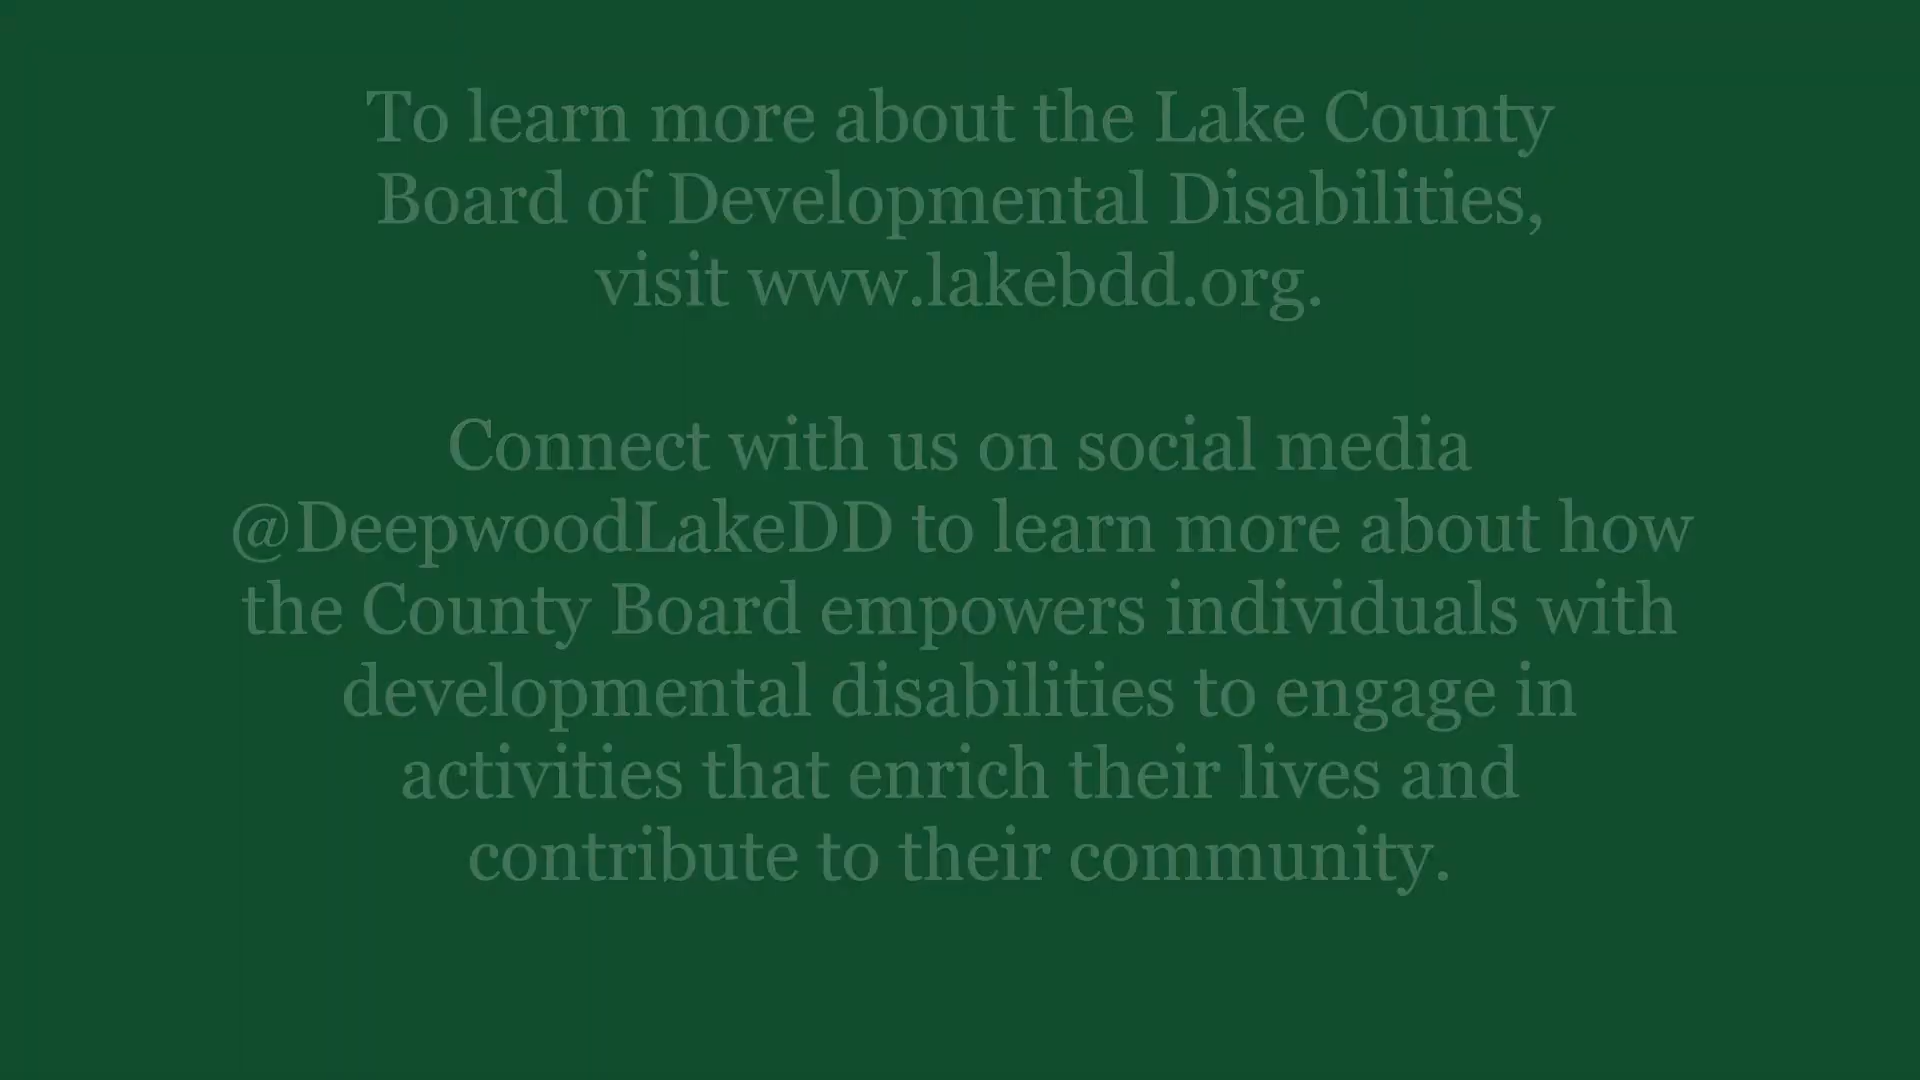 To learn more about the Lake County
Board of Developmental Disabilities,
visit www.lakebdd.org.
Connect with us on social media
@DeepwoodLakeDD to learn more about how
the County Board empowers individuals with
developmental disabilities to engage in
activities that enrich their lives and
contribute to their community.